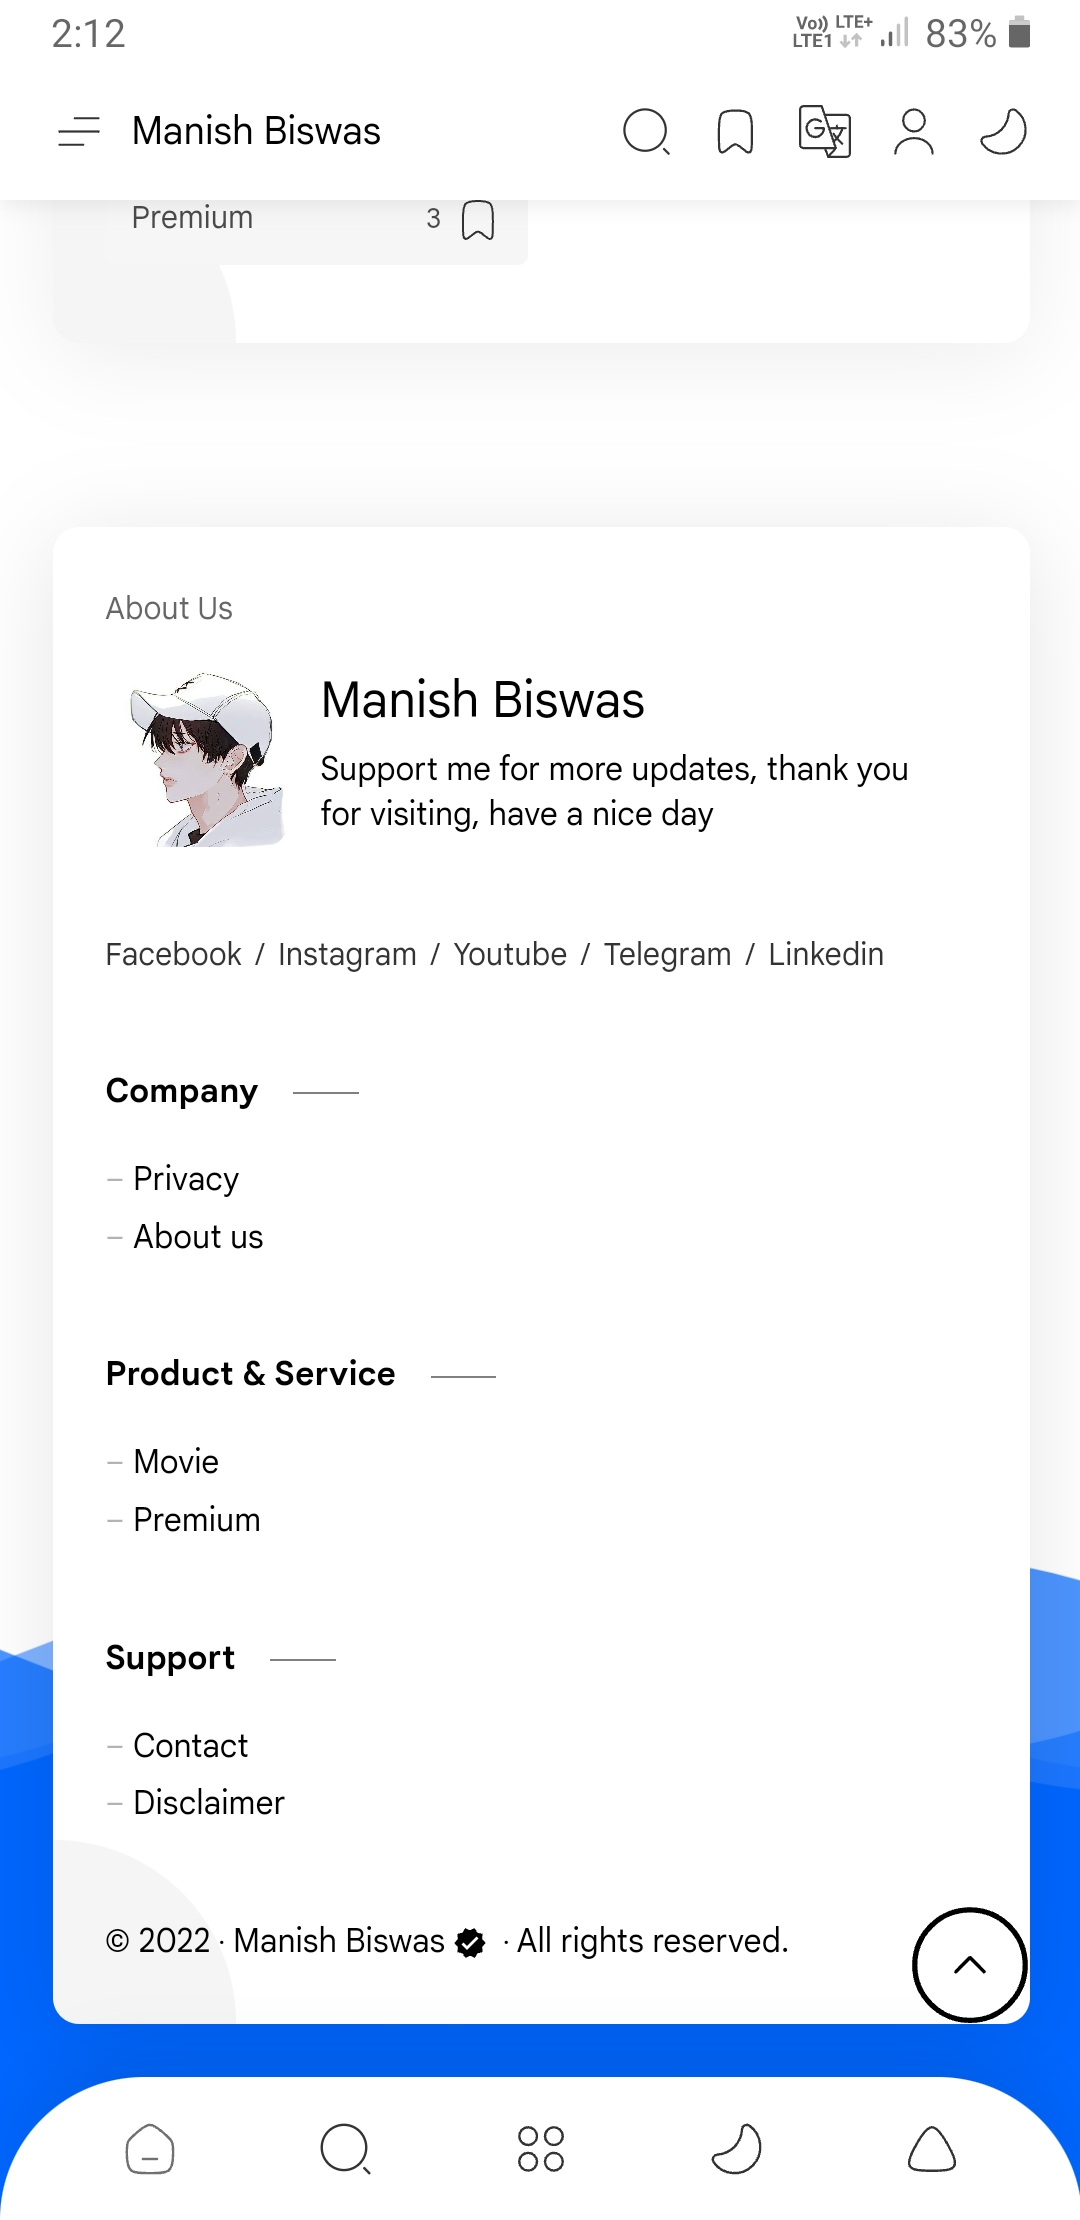 2:12 Vo)) LTE+ LTE1 83%
Manish Biswas
Premium 3
About Us
Manish Biswas
Support me for more updates, thank you
for visiting, have a nice day
Facebook / Instagram / Youtube / Telegram / Linkedin
Company
– Privacy
– About us
Product & Service
– Movie
– Premium
Support
– Contact
– Disclaimer
© 2022 · Manish Biswas · All rights reserved.